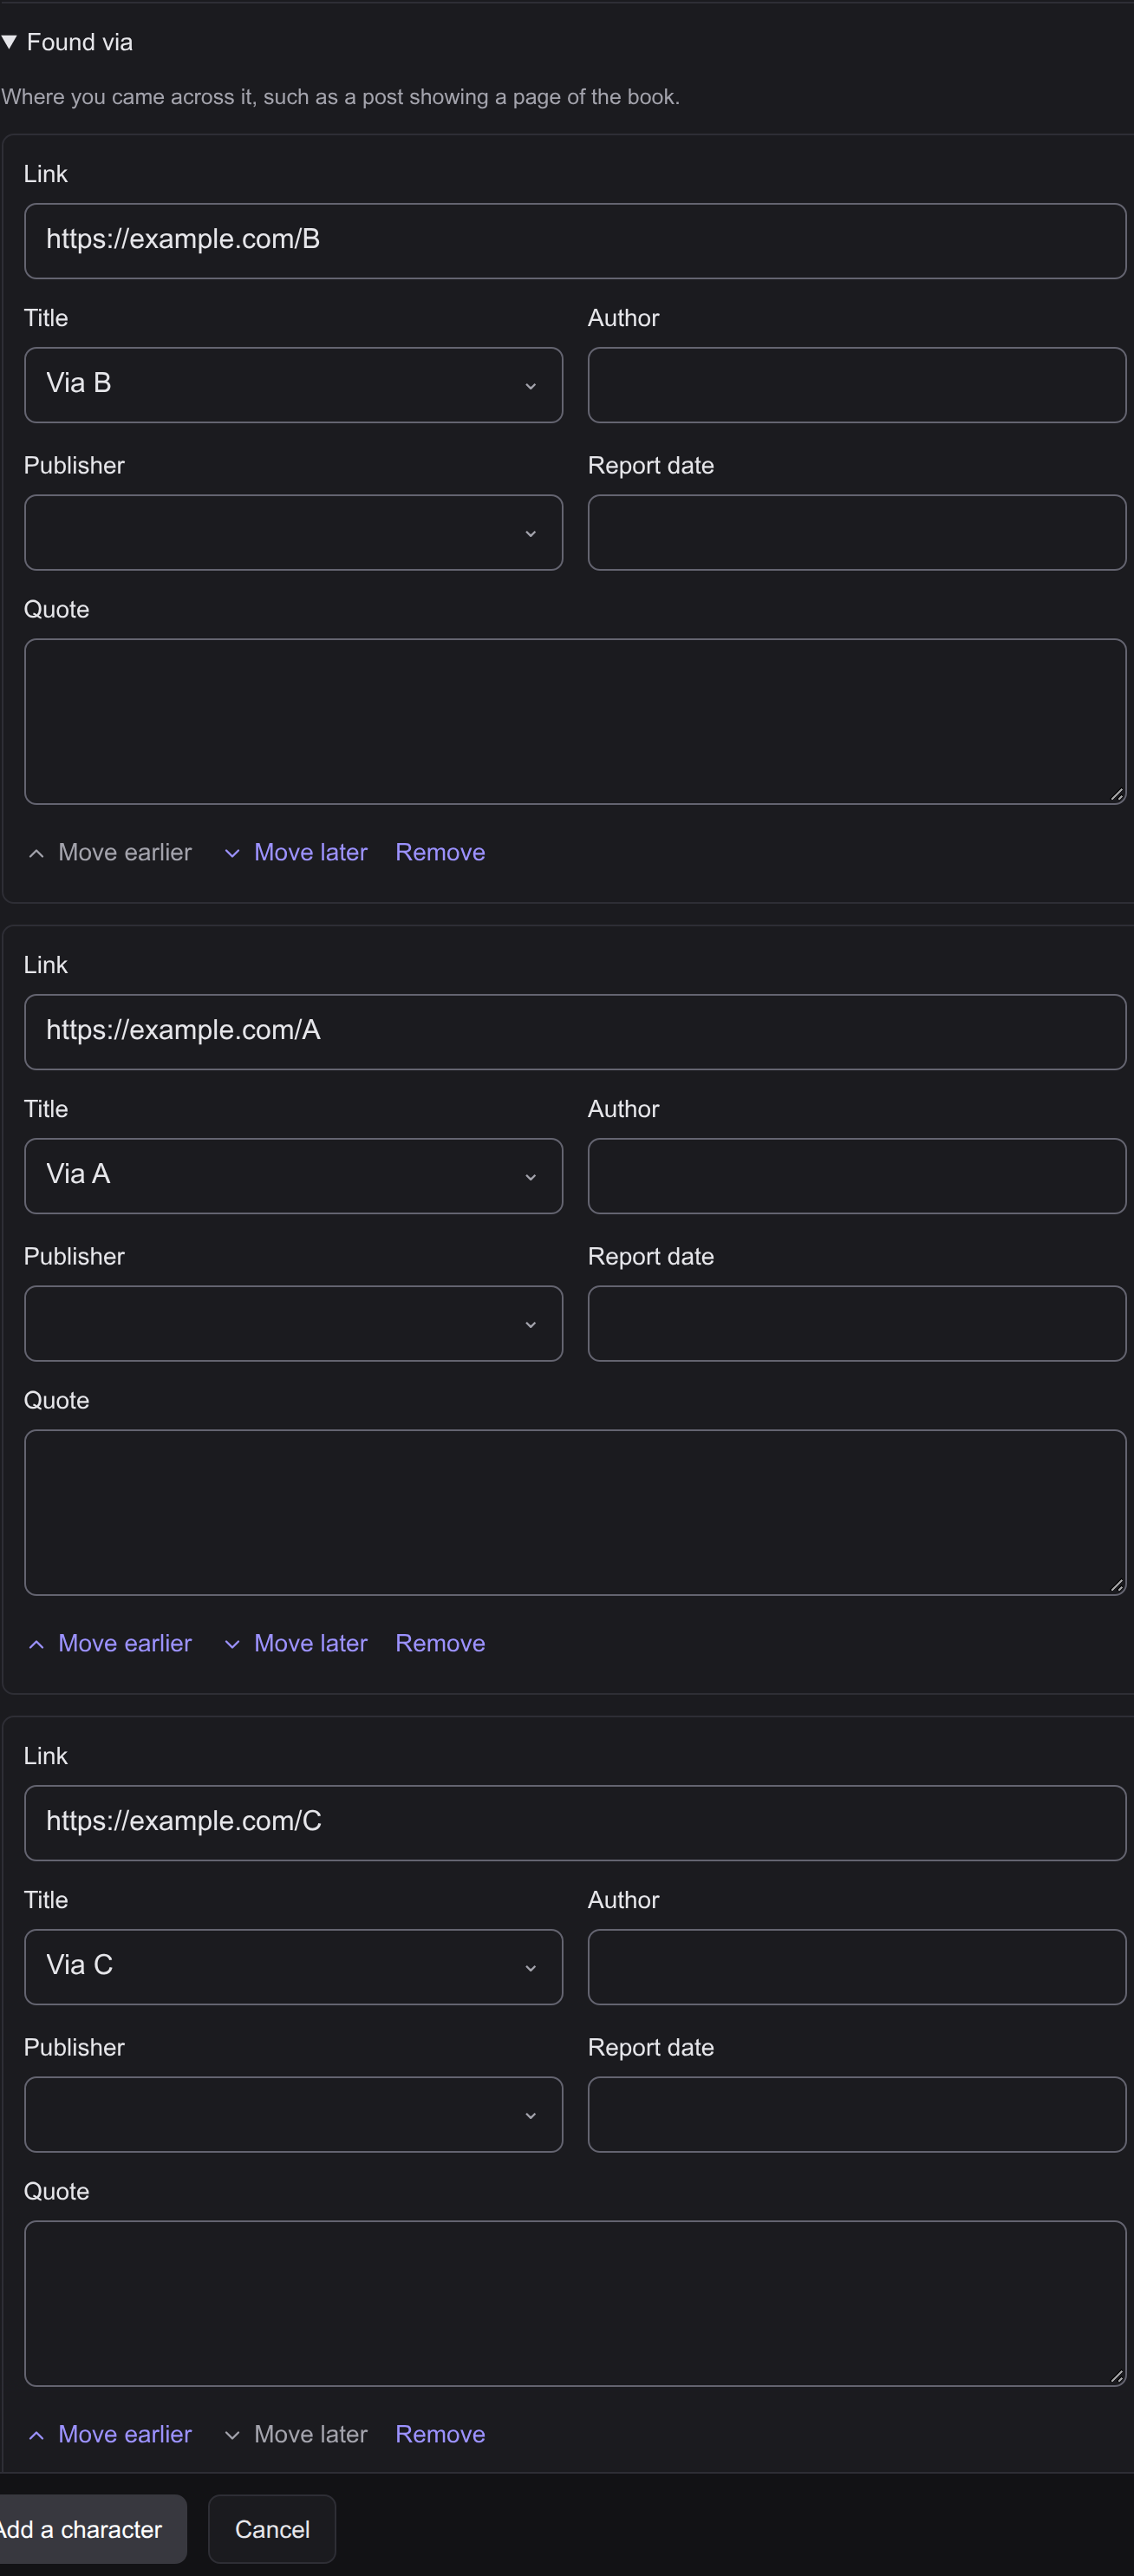 Found via
Where you came across it, such as a post showing a page of the book.
Link
https://example.com/B
Title
Author
Via B
Publisher
Report date
Quote
Move earlier
Move later
Remove
Link
https://example.com/A
Title
Author
Via A
Publisher
Report date
Quote
Move earlier
Move later
Remove
Link
https://example.com/C
Title
Author
Via C
Publisher
Report date
Quote
Move earlier
Move later
Remove
Add a character
Cancel